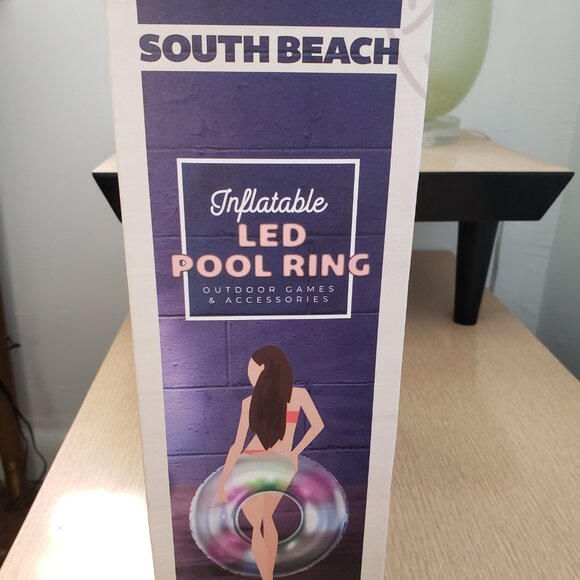 SOUTH BEACH
Inflatable
LED
POOL RING
OUTDOOR GAMES
& ACCESSORIES